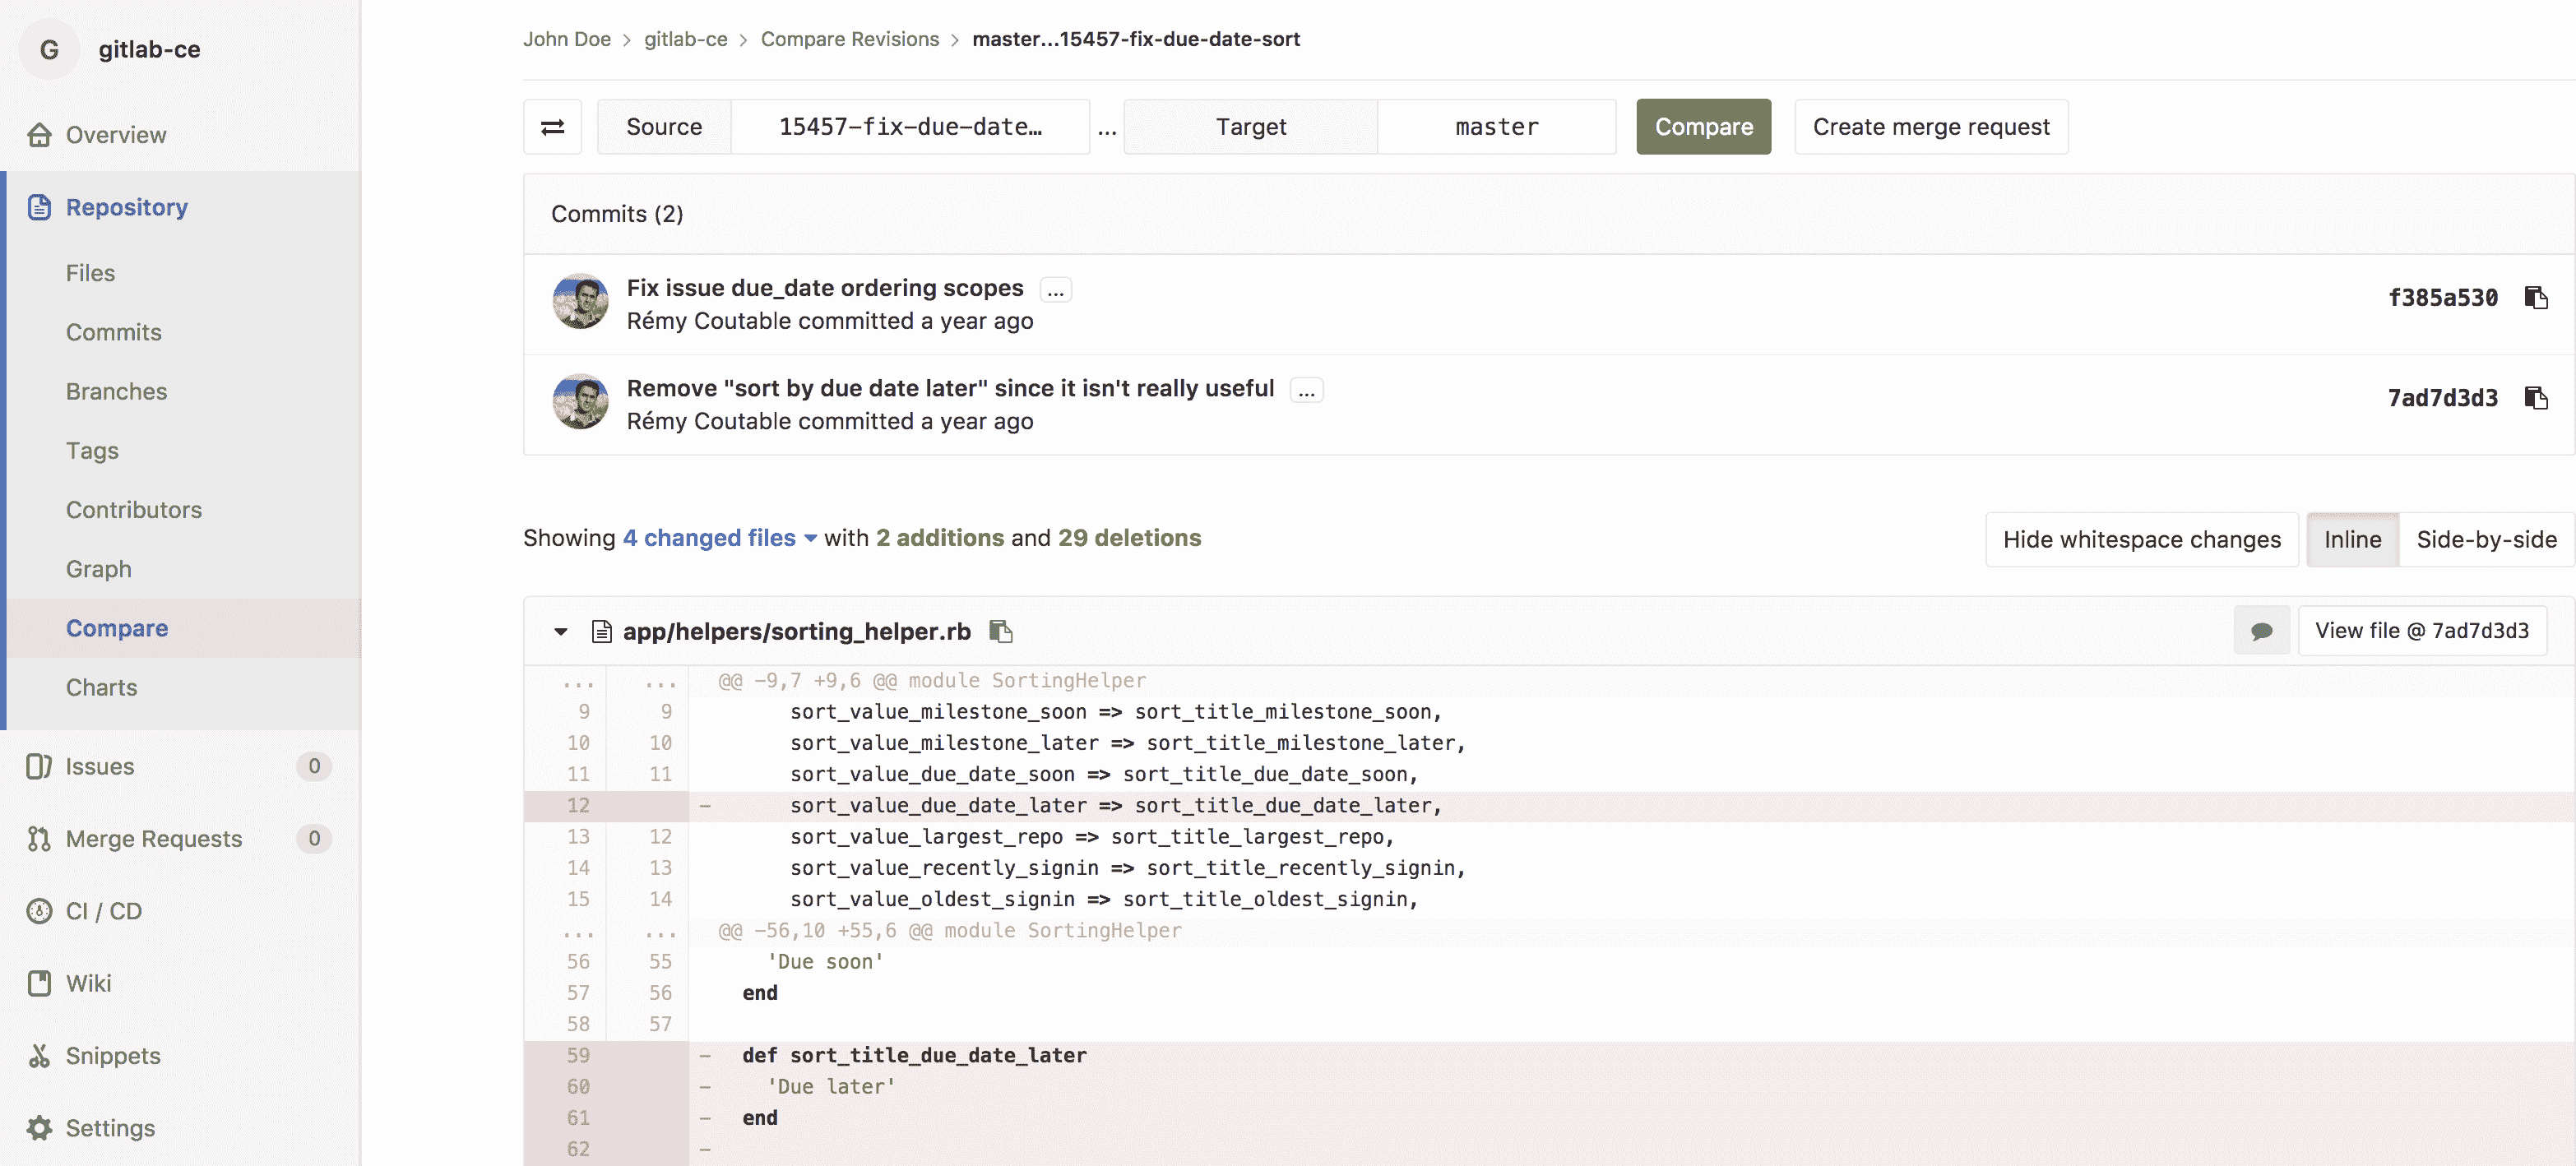 G gitlab-ce
Overview
Repository
Files
Commits
Branches
Tags
Contributors
Graph
Compare
Charts
Issues 0
Merge Requests 0
CI / CD
Wiki
Snippets
Settings
John Doe > gitlab-ce > Compare Revisions > master...15457-fix-due-date-sort
Source 15457-fix-due-date… ... Target master Compare Create merge request
Commits (2)
Fix issue due_date ordering scopes ...
Rémy Coutable committed a year ago
f385a530
Remove "sort by due date later" since it isn't really useful ...
Rémy Coutable committed a year ago
7ad7d3d3
Showing 4 changed files with 2 additions and 29 deletions
Hide whitespace changes Inline Side-by-side
app/helpers/sorting_helper.rb View file @ 7ad7d3d3
... ... @@ -9,7 +9,6 @@ module SortingHelper
9 9 sort_value_milestone_soon => sort_title_milestone_soon,
10 10 sort_value_milestone_later => sort_title_milestone_later,
11 11 sort_value_due_date_soon => sort_title_due_date_soon,
12 - sort_value_due_date_later => sort_title_due_date_later,
13 12 sort_value_largest_repo => sort_title_largest_repo,
14 13 sort_value_recently_signin => sort_title_recently_signin,
15 14 sort_value_oldest_signin => sort_title_oldest_signin,
... ... @@ -56,10 +55,6 @@ module SortingHelper
56 55 'Due soon'
57 56 end
58 57
59 - def sort_title_due_date_later
60 - 'Due later'
61 - end
62 -